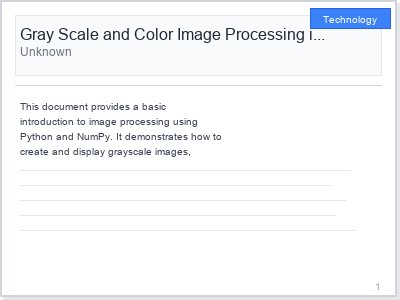 Technology
Gray Scale and Color Image Processing i...
Unknown
This document provides a basic
introduction to image processing using
Python and NumPy. It demonstrates how to
create and display grayscale images,
1